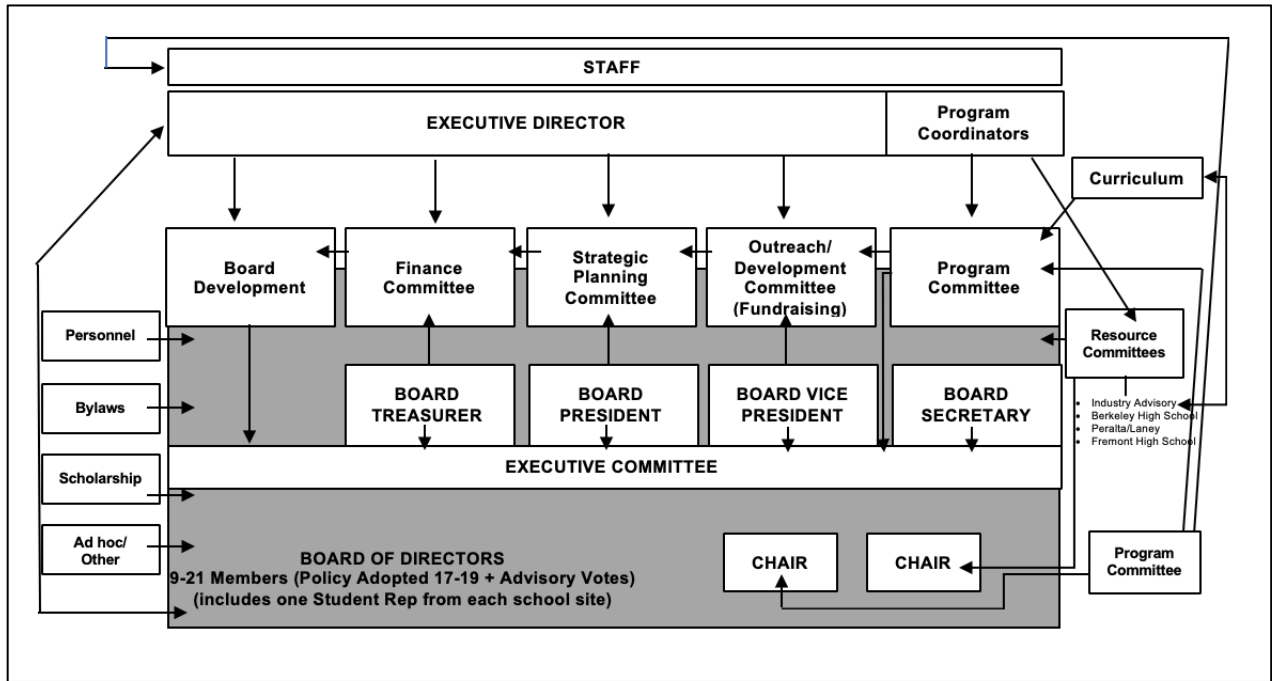 STAFF
EXECUTIVE DIRECTOR
Program
Coordinators
Curriculum
Board
Development
Finance
Committee
Strategic
Planning
Committee
Outreach/
Development
Committee
(Fundraising)
Program
Committee
Personnel
Resource
Committees
Bylaws
BOARD
TREASURER
BOARD
PRESIDENT
BOARD VICE
PRESIDENT
BOARD
SECRETARY
• Industry Advisory
• Berkeley High School
• Peralta/Laney
• Fremont High School
EXECUTIVE COMMITTEE
Scholarship
Ad hoc/
Other
BOARD OF DIRECTORS
9-21 Members (Policy Adopted 17-19 + Advisory Votes)
(includes one Student Rep from each school site)
CHAIR
CHAIR
Program
Committee